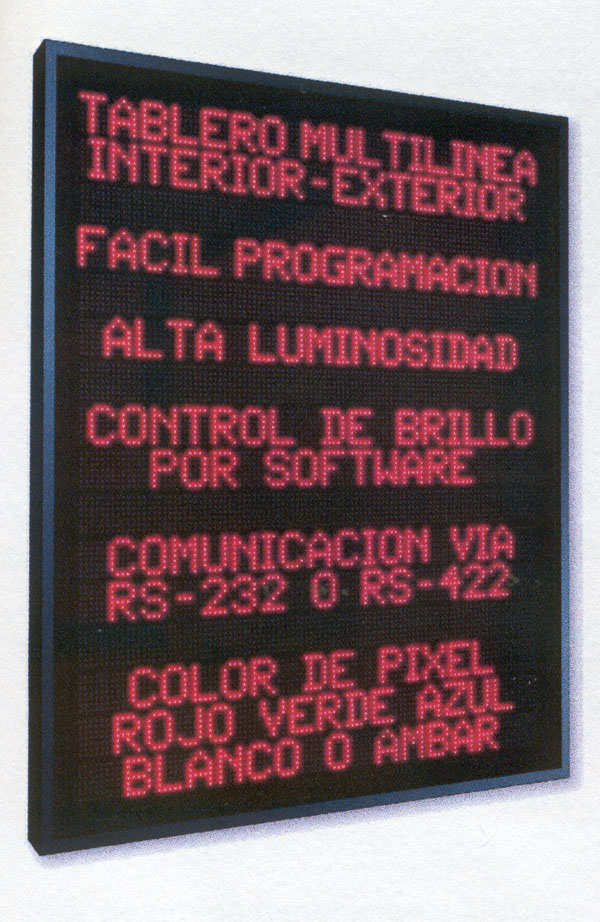 TABLERO MULTILINEA
INTERIOR-EXTERIOR
FACIL PROGRAMACION
ALTA LUMINOSIDAD
CONTROL DE BRILLO
POR SOFTWARE
COMUNICACION VIA
RS-232 O RS-422
COLOR DE PIXEL
ROJO VERDE AZUL
BLANCO O AMBAR